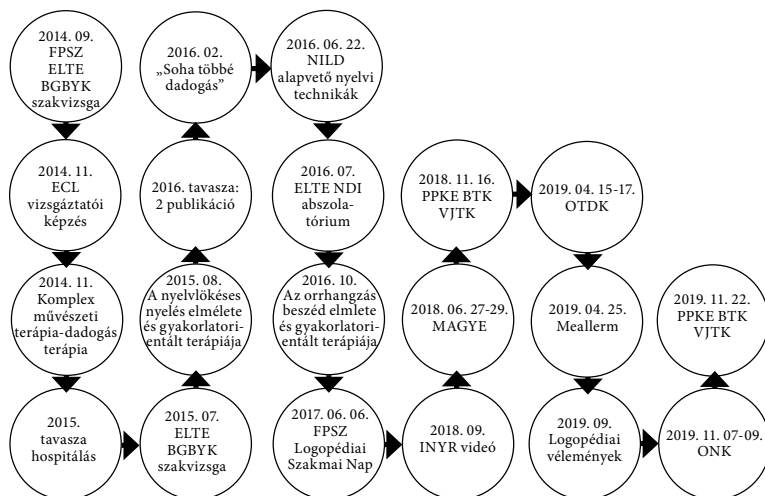 2014. 09.
FPSZ
ELTE
BGBYK
szakvizsga
2014. 11.
ECL
vizsgáztatói
képzés
2014. 11.
Komplex
művészeti
terápia-dadogás
terápia
2015.
tavasza
hospitálás
2015. 07.
ELTE
BGBYK
szakvizsga
2015. 08.
A nyelvlökéses
nyelés elmélete
és gyakorlatori-
entált terápiája
2016. tavasza:
2 publikáció
2016. 02.
„Soha többé
dadogás”
2016. 06. 22.
NILD
alapvető nyelvi
technikák
2016. 07.
ELTE NDI
abszola-
tórium
2016. 10.
Az orrhangzás
beszéd elmlete
és gyakorlatori-
entált terápiája
2017. 06. 06.
FPSZ
Logopédiai
Szakmai Nap
2018. 09.
INYR videó
2018. 06. 27-29.
MAGYE
2018. 11. 16.
PPKE BTK
VJTK
2019. 04. 15-17.
OTDK
2019. 04. 25.
Meallerm
2019. 09.
Logopédiai
vélemények
2019. 11. 07-09.
ONK
2019. 11. 22.
PPKE BTK
VJTK